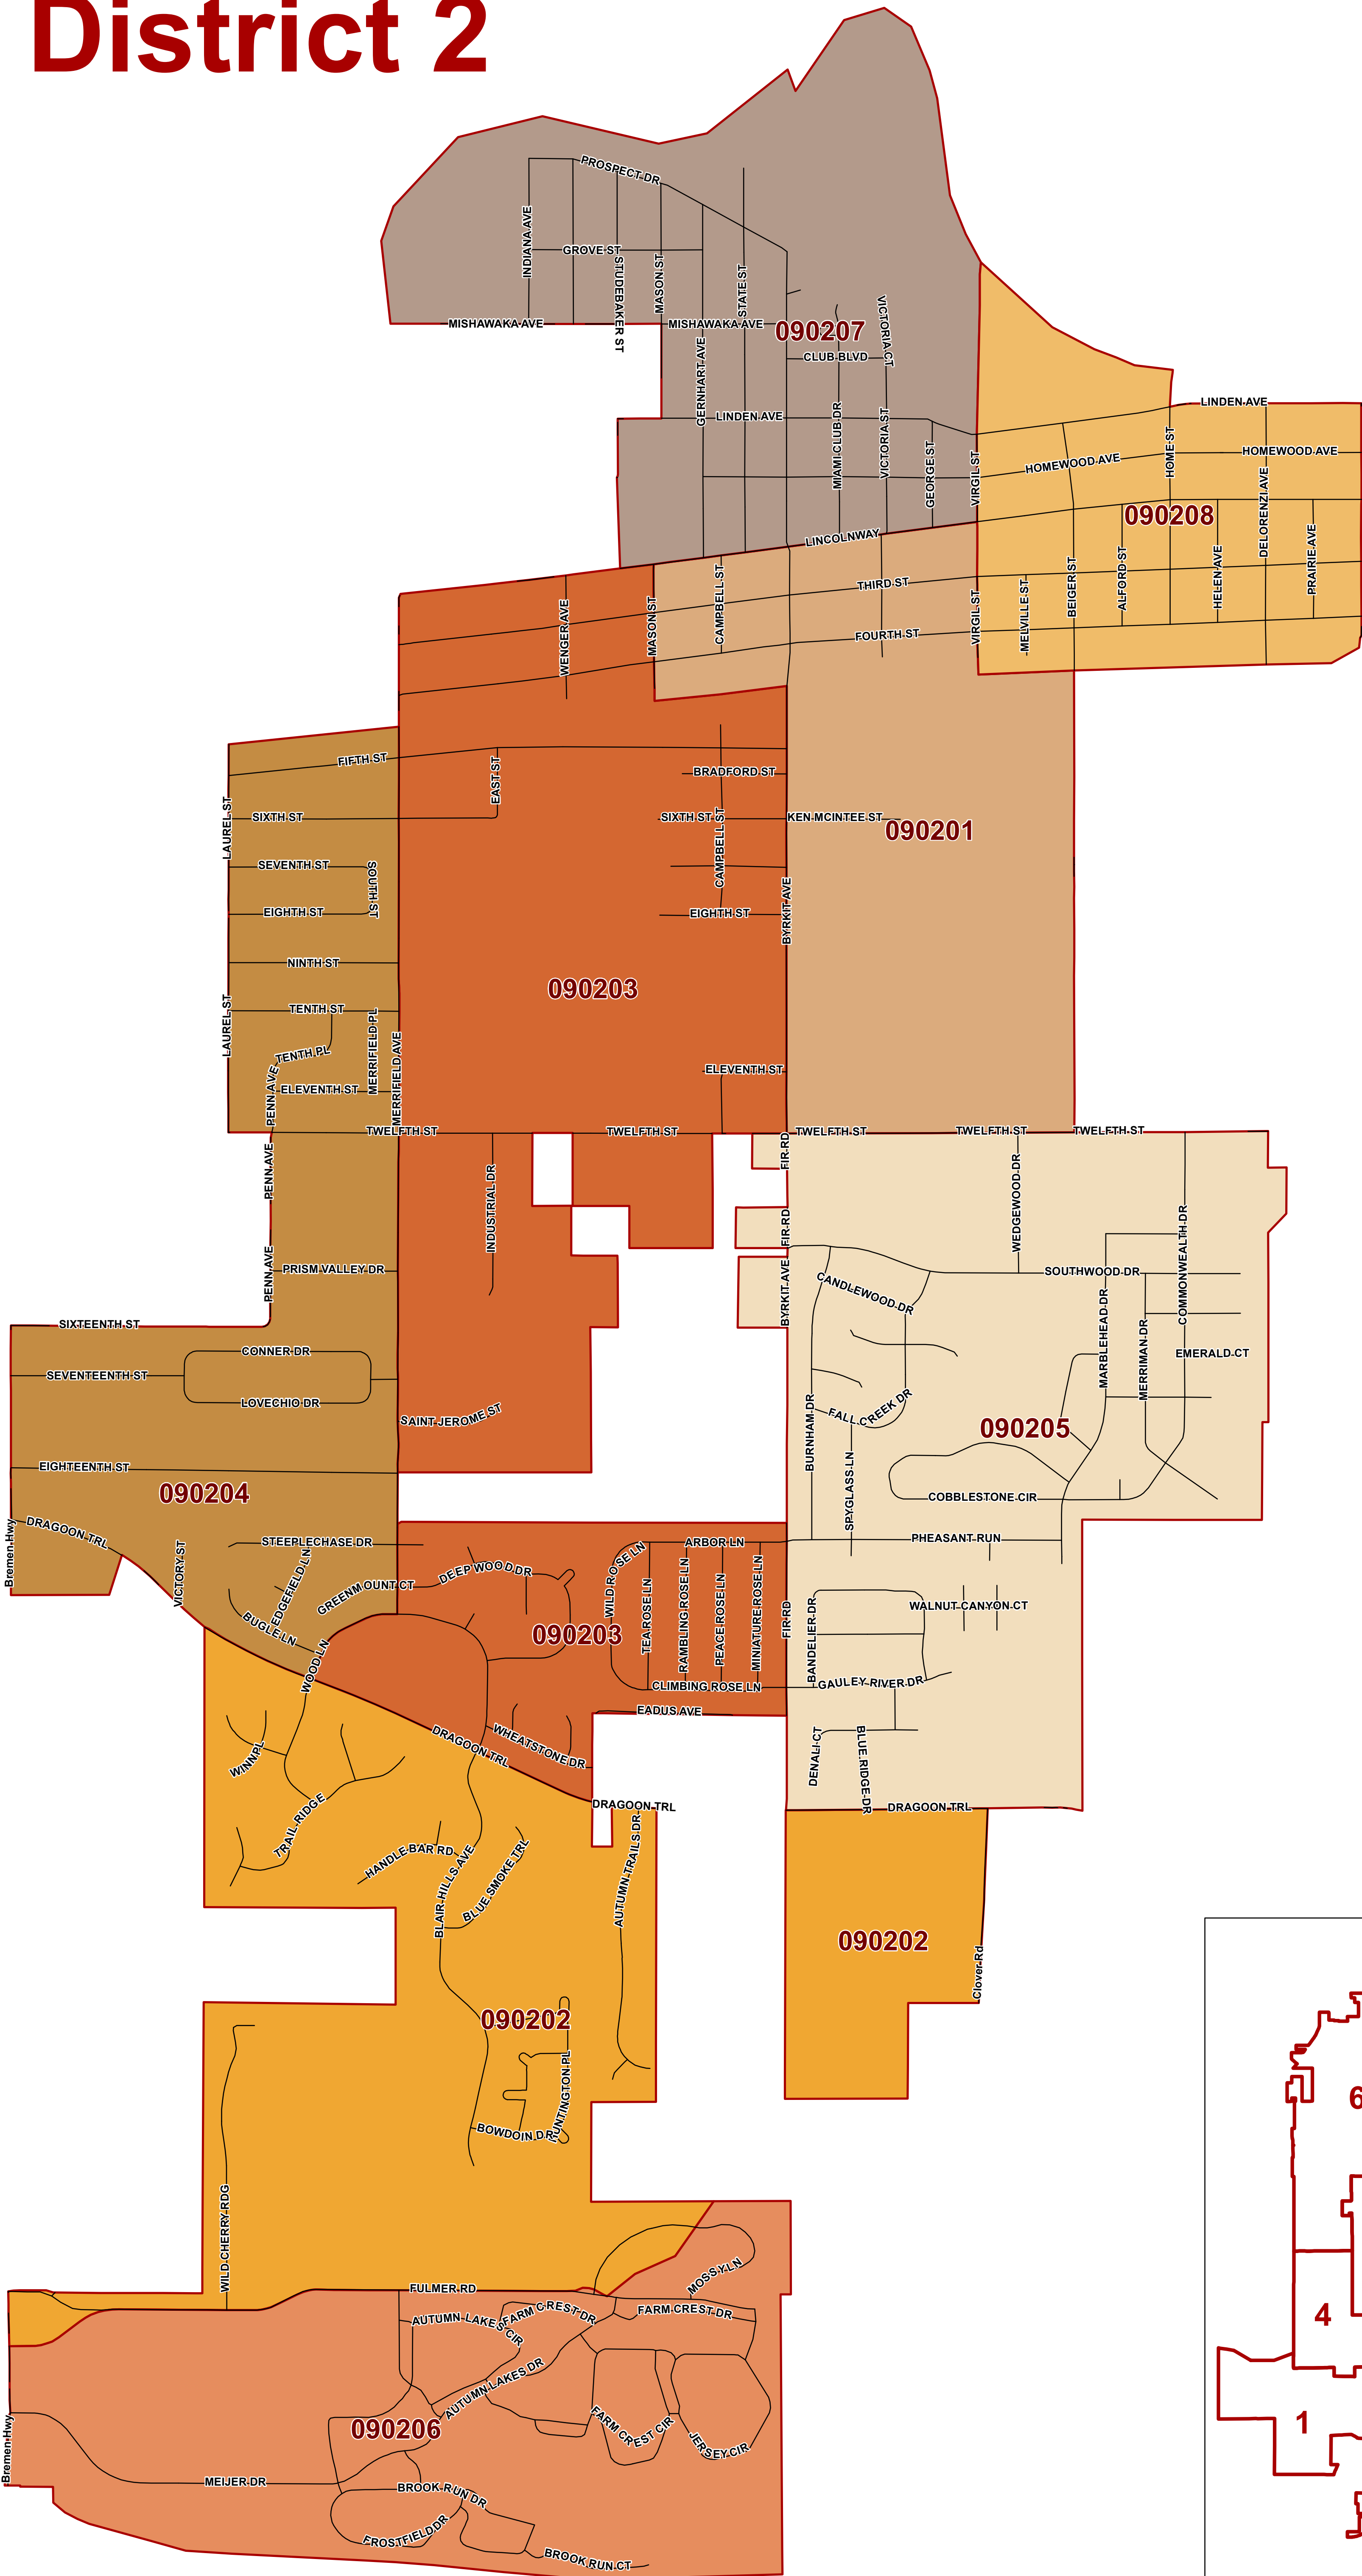 District 2
PROSPECT DR
INDIANA AVE
GROVE ST
STUDEBAKER ST
MASON ST
STATE ST
MISHAWAKA AVE
MISHAWAKA AVE
090207
VICTORIA CT
GERNHART AVE
CLUB BLVD
LINDEN AVE
LINDEN AVE
MIAMI CLUB DR
VICTORIA ST
GEORGE ST
VIRGIL ST
HOMEWOOD AVE
HOME ST
HOMEWOOD AVE
DELORENZI AVE
090208
LINCOLNWAY
PRAIRIE AVE
HELEN AVE
ALFORD ST
BEIGER ST
MELVILLE ST
VIRGIL ST
THIRD ST
FOURTH ST
CAMPBELL ST
MASON ST
WENGER AVE
FIFTH ST
EAST ST
BRADFORD ST
LAUREL ST
SIXTH ST
SIXTH ST
CAMPBELL ST
KEN MCINTEE ST
090201
SEVENTH ST
SOUTH ST
EIGHTH ST
EIGHTH ST
BYRKIT AVE
NINTH ST
090203
LAUREL ST
TENTH ST
MERRIFIELD PL
MERRIFIELD AVE
TENTH PL
PENN AVE
ELEVENTH ST
ELEVENTH ST
TWELFTH ST
TWELFTH ST
TWELFTH ST
TWELFTH ST
TWELFTH ST
FIR RD
PENN AVE
INDUSTRIAL DR
WEDGEWOOD DR
FIR RD
COMMONWEALTH DR
PENN AVE
PRISM VALLEY DR
BYRKIT AVE
CANDLEWOOD DR
SOUTHWOOD DR
MARBLEHEAD DR
MERRIMAN DR
SIXTEENTH ST
CONNER DR
EMERALD CT
SEVENTEENTH ST
LOVECHIO DR
SAINT JEROME ST
BURNHAM DR
FALL CREEK DR
090205
EIGHTEENTH ST
090204
SPYGLASS LN
COBBLESTONE CIR
Bremen Hwy
DRAGOON TRL
VICTORY ST
STEEPLECHASE DR
EDGEFIELD LN
GREENMOUNT CT
BUGLE LN
DEEP WOOD DR
WILD ROSE LN
ARBOR LN
TEA ROSE LN
RAMBLING ROSE LN
PEACE ROSE LN
MINIATURE ROSE LN
PHEASANT RUN
WALNUT CANYON CT
FIR RD
BANDELIER DR
090203
WOOD LN
CLIMBING ROSE LN
GAULEY RIVER DR
EADUS AVE
WINN PL
DRAGOON TRL
WHEATSTONE DR
DENALI CT
BLUE RIDGE DR
DRAGOON TRL
DRAGOON TRL
TRAIL RIDGE
HANDLE BAR RD
BLAIR HILLS AVE
BLUE SMOKE TRL
AUTUMN TRAILS DR
090202
Clover Rd
090202
HUNTINGTON PL
BOWDOIN DR
WILD CHERRY RDG
FULMER RD
MOSSY LN
AUTUMN LAKES CIR
FARM CREST DR
FARM CREST DR
AUTUMN LAKES DR
FARM CREST CIR
JERSEY CIR
090206
Bremen Hwy
MEIJER DR
BROOK RUN DR
FROSTFIELD DR
BROOK RUN CT
6
4
1